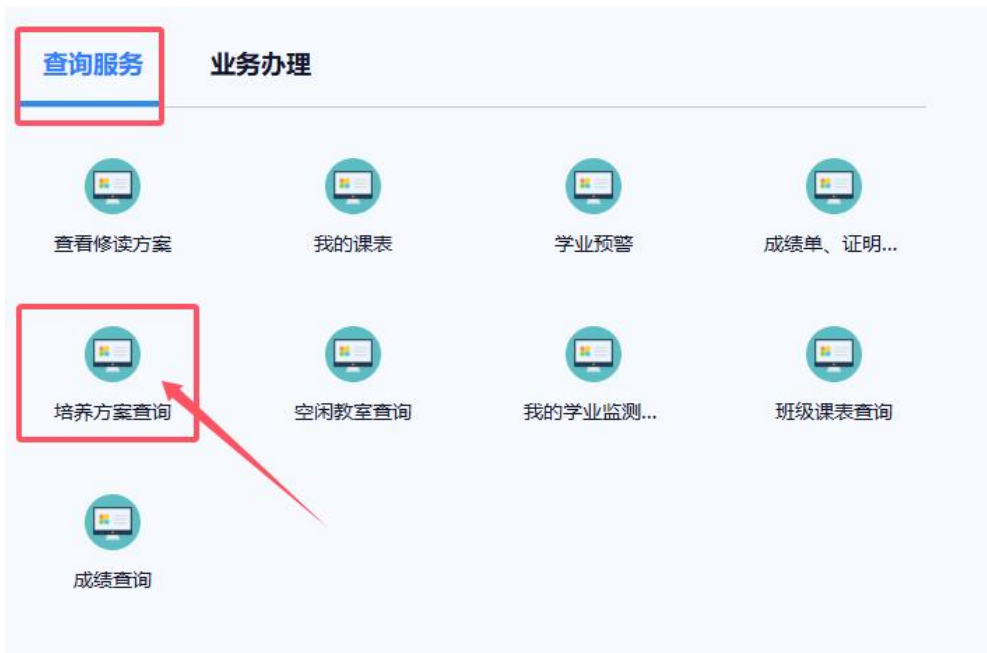 查询服务 业务办理
查看修读方案 我的课表 学业预警 成绩单、证明...
培养方案查询 空闲教室查询 我的学业监测... 班级课表查询
成绩查询